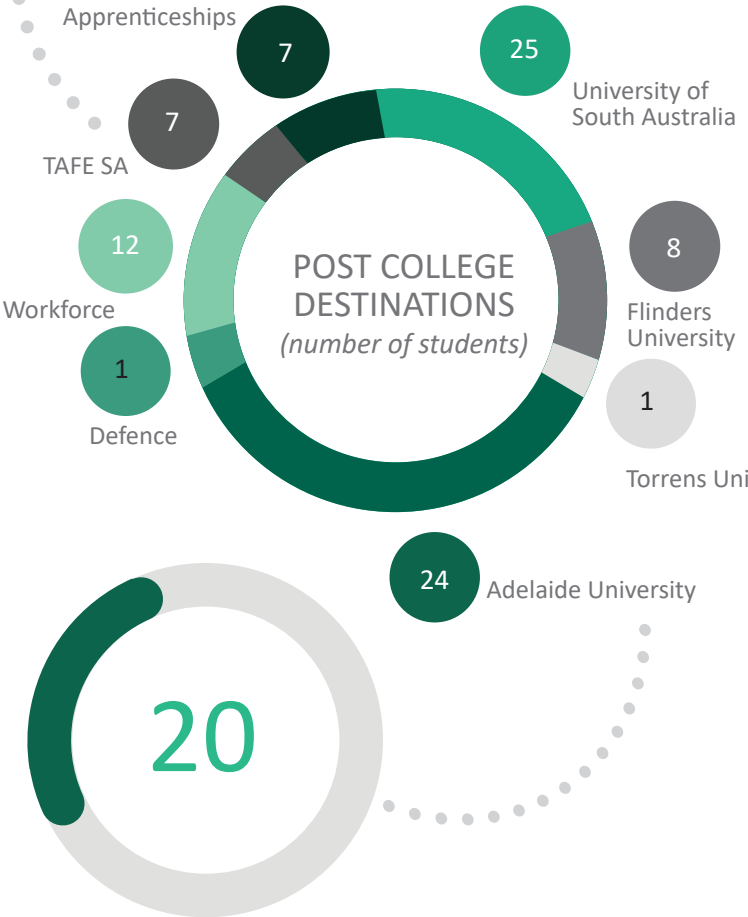 Apprenticeships
7
25
University of
South Australia
7
TAFE SA
12
Workforce
POST COLLEGE
DESTINATIONS
(number of students)
8
Flinders
University
1
Defence
1
Torrens Uni
24
Adelaide University
20